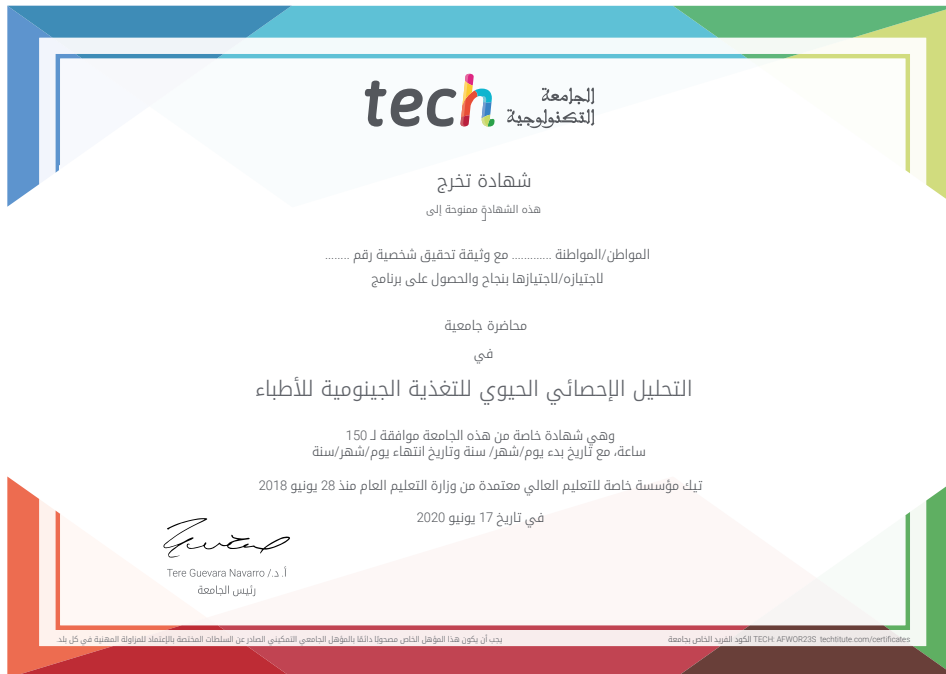 tech الجامعة
التكنولوجية
شهادة تخرج
هذه الشهادة ممنوحة إلى
المواطن/المواطنة ............ مع وثيقة تحقيق شخصية رقم ........
لاجتيازه/لاجتيازها بنجاح والحصول على برنامج
محاضرة جامعية
في
التحليل الإحصائي الحيوي للتغذية الجينومية للأطباء
وهي شهادة خاصة من هذه الجامعة موافقة لـ 150
ساعة، مع تاريخ بدء يوم/شهر/ سنة وتاريخ انتهاء يوم/شهر/سنة
تيك مؤسسة خاصة للتعليم العالي معتمدة من وزارة التعليم العام منذ 28 يونيو 2018
في تاريخ 17 يونيو 2020
أ. د./ Tere Guevara Navarro
رئيس الجامعة
يجب أن يكون هذا المؤهل الخاص مصحوبًا دائمًا بالمؤهل الجامعي التمكيني الصادر عن السلطات المختصة بالإعتماد للمزاولة المهنية في كل بلد.
الكود الفريد الخاص بجامعة TECH: AFWOR23S techtitute.com/certificates